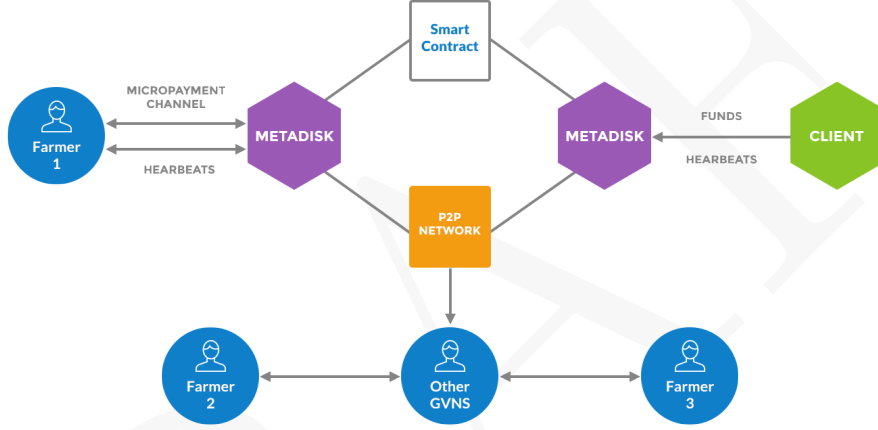 Smart
Contract
MICROPAYMENT
CHANNEL
Farmer
1
HEARBEATS
METADISK
METADISK
FUNDS
HEARBEATS
CLIENT
P2P
NETWORK
Farmer
2
Other
GVNS
Farmer
3